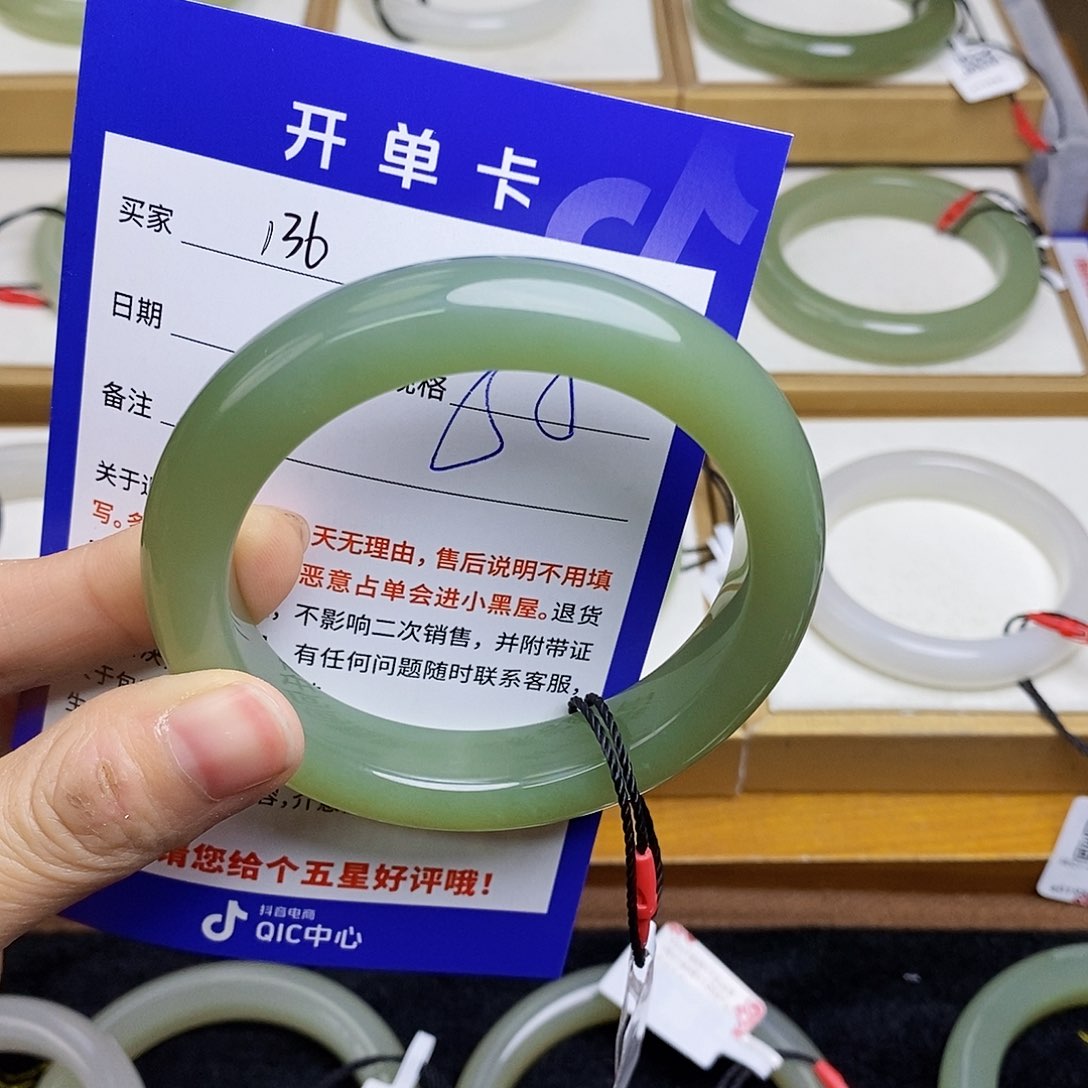 开单卡
买家 136
日期
备注
规格
关于
写。
天无理由，售后说明不用填
恶意占单会进小黑屋。退货
，不影响二次销售，并附带证
有任何问题随时联系客服，
请您给个五星好评哦！
抖音电商
QIC中心